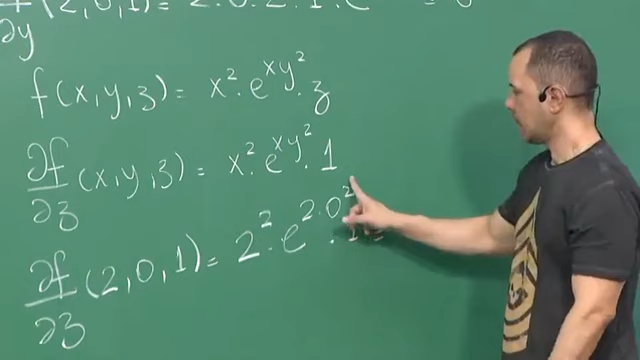 ∂f/∂y (2,0,1) = 2·0·2·1·e = 0
f(x,y,z) = x²·e^(xy²)·z
∂f/∂z (x,y,z) = x²·e^(xy²)·1
∂f/∂z (2,0,1) = 2²·e^(2·0²)·1 =